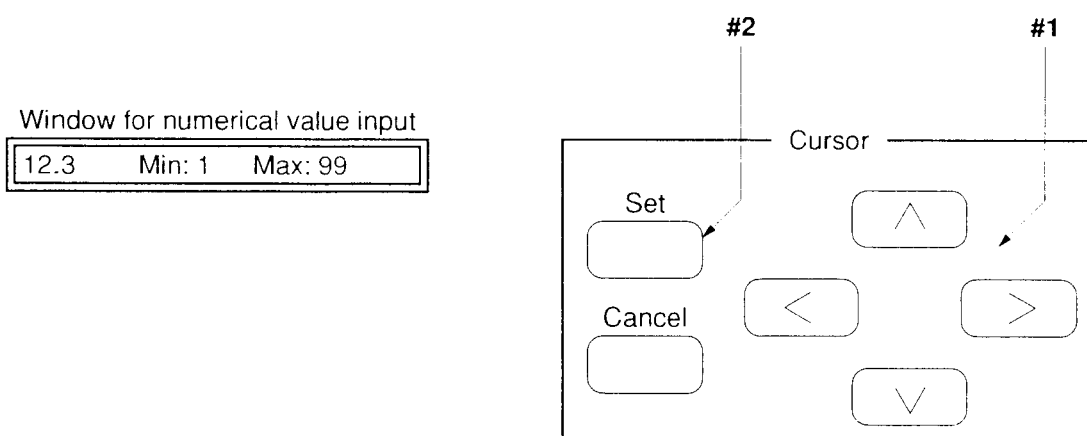 #2 #1
Window for numerical value input
12.3 Min: 1 Max: 99
Cursor
Set
Cancel